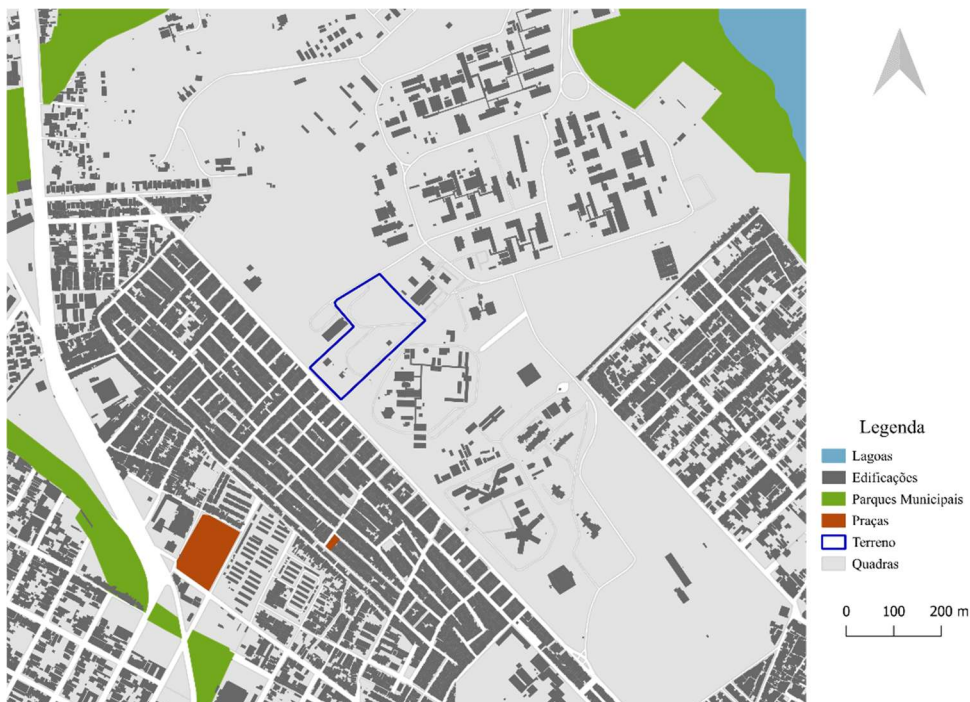 Legenda
Lagoas
Edificações
Parques Municipais
Praças
Terreno
Quadras
0 100 200 m